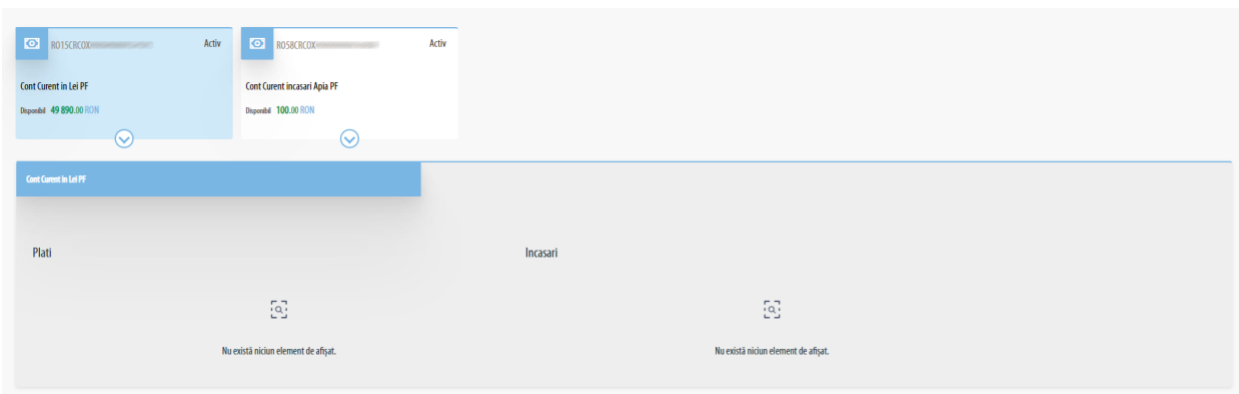 RO15CRCOX
Activ
Cont Curent in Lei PF
Disponibil 49 890.00 RON
RO58CRCOX
Activ
Cont Curent incasari Apia PF
Disponibil 100.00 RON
Cont Curent in Lei PF
Plati
Nu există niciun element de afișat.
Incasari
Nu există niciun element de afișat.